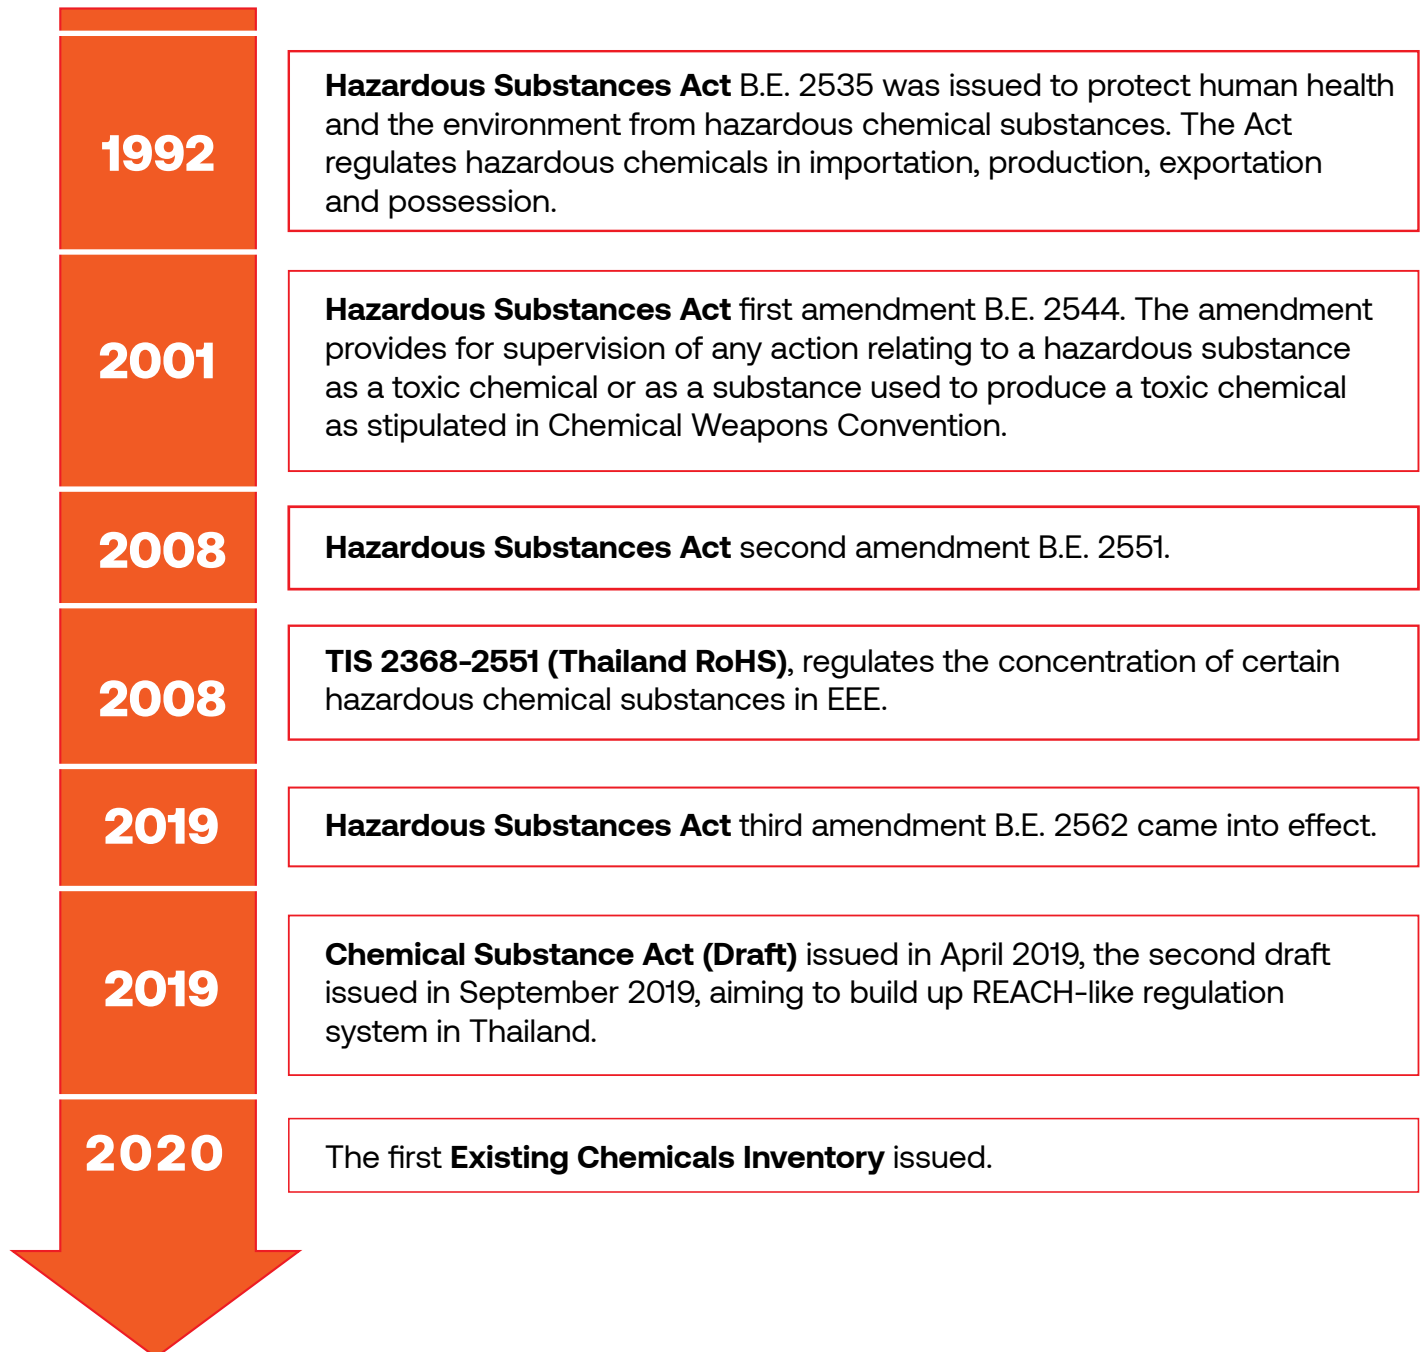 1992
Hazardous Substances Act B.E. 2535 was issued to protect human health
and the environment from hazardous chemical substances. The Act
regulates hazardous chemicals in importation, production, exportation
and possession.
2001
Hazardous Substances Act first amendment B.E. 2544. The amendment
provides for supervision of any action relating to a hazardous substance
as a toxic chemical or as a substance used to produce a toxic chemical
as stipulated in Chemical Weapons Convention.
2008
Hazardous Substances Act second amendment B.E. 2551.
2008
TIS 2368-2551 (Thailand RoHS), regulates the concentration of certain
hazardous chemical substances in EEE.
2019
Hazardous Substances Act third amendment B.E. 2562 came into effect.
2019
Chemical Substance Act (Draft) issued in April 2019, the second draft
issued in September 2019, aiming to build up REACH-like regulation
system in Thailand.
2020
The first Existing Chemicals Inventory issued.